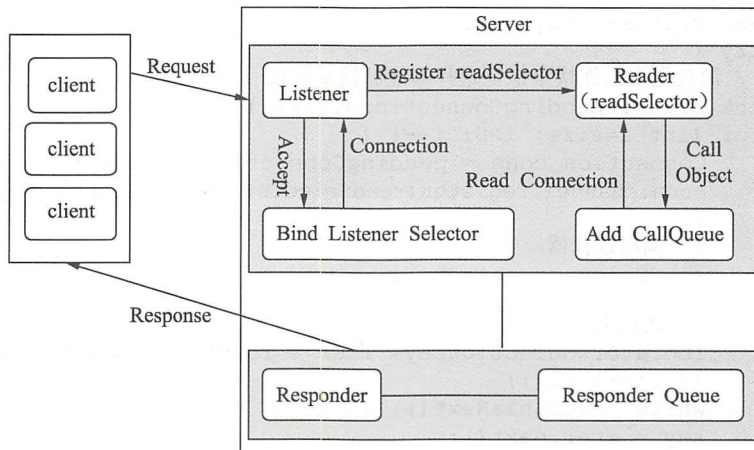 Server
client
client
client
Request
Listener
Register readSelector
Reader
(readSelector)
Accept
Connection
Read Connection
Call
Object
Bind Listener Selector
Add CallQueue
Response
Responder
Responder Queue